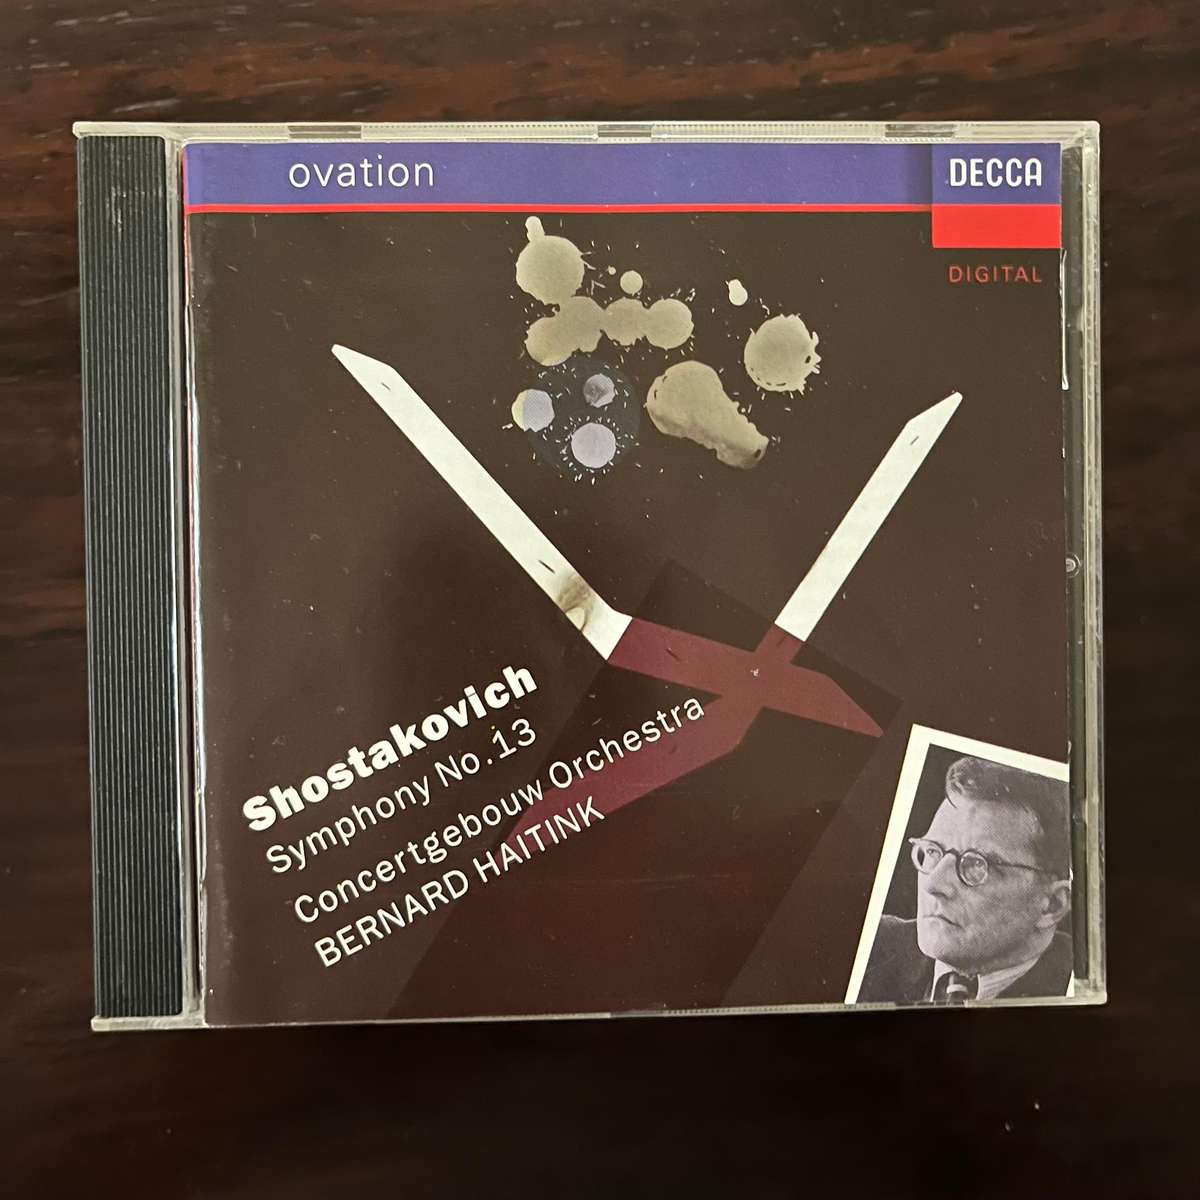 ovation
DECCA
DIGITAL
Shostakovich
Symphony No.13
Concertgebouw Orchestra
BERNARD HAITINK